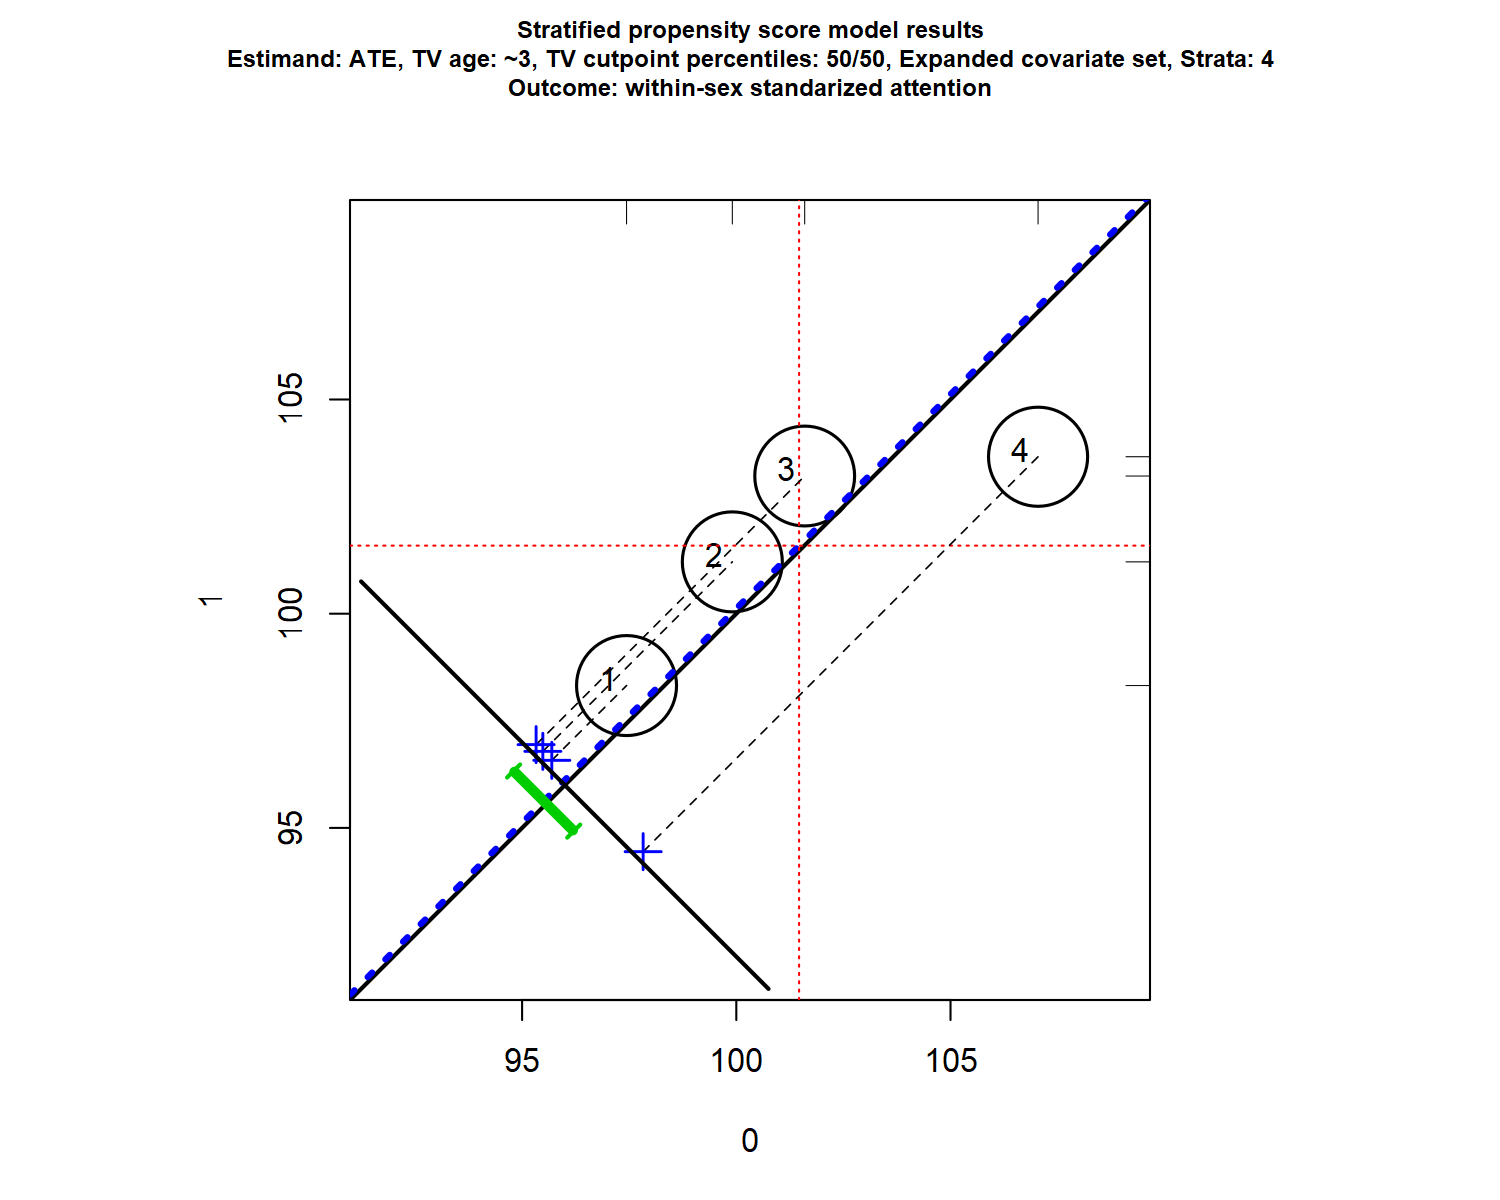 Stratified propensity score model results
Estimand: ATE, TV age: ~3, TV cutpoint percentiles: 50/50, Expanded covariate set, Strata: 4
Outcome: within-sex standarized attention
105
100
95
1
3
4
2
1
95 100 105
0